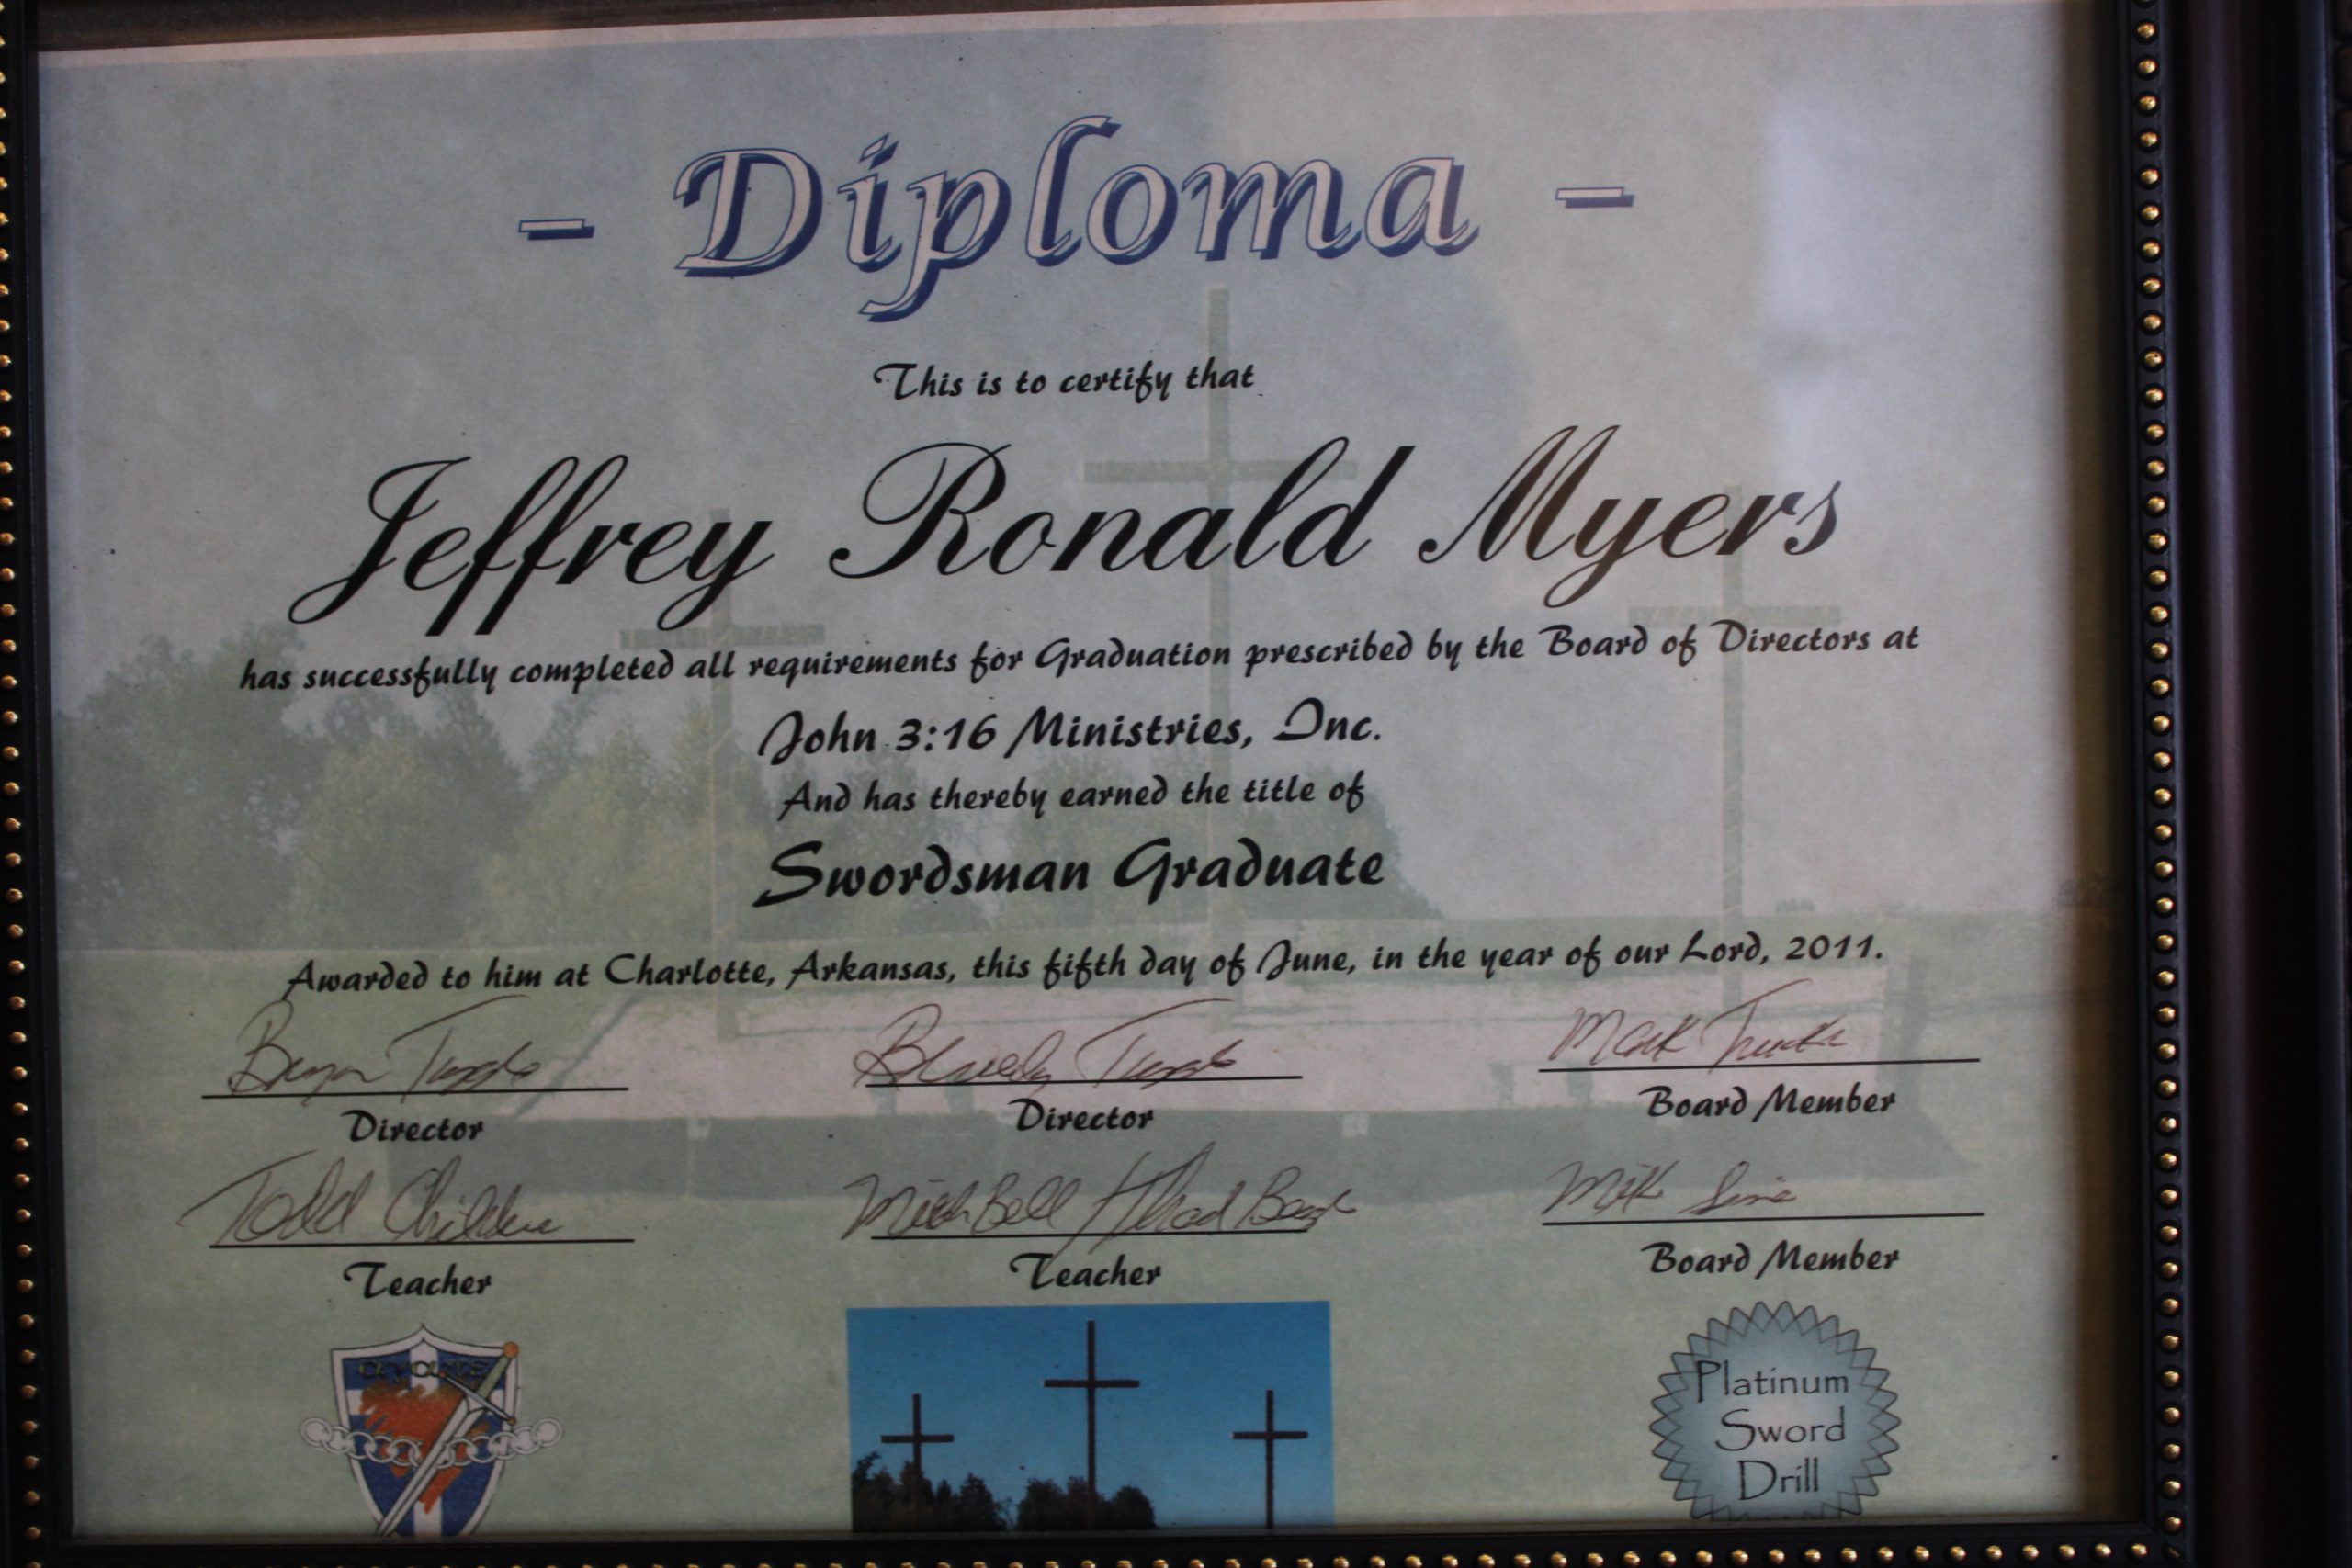 - Diploma -
This is to certify that
Jeffrey Ronald Myers
has successfully completed all requirements for Graduation prescribed by the Board of Directors at
John 3:16 Ministries, Inc.
And has thereby earned the title of
Swordsman Graduate
Awarded to him at Charlotte, Arkansas, this fifth day of June, in the year of our Lord, 2011.
Director
Director
Mark
Board Member
Todd
Teacher
Teacher
Board Member
Platinum
Sword
Drill